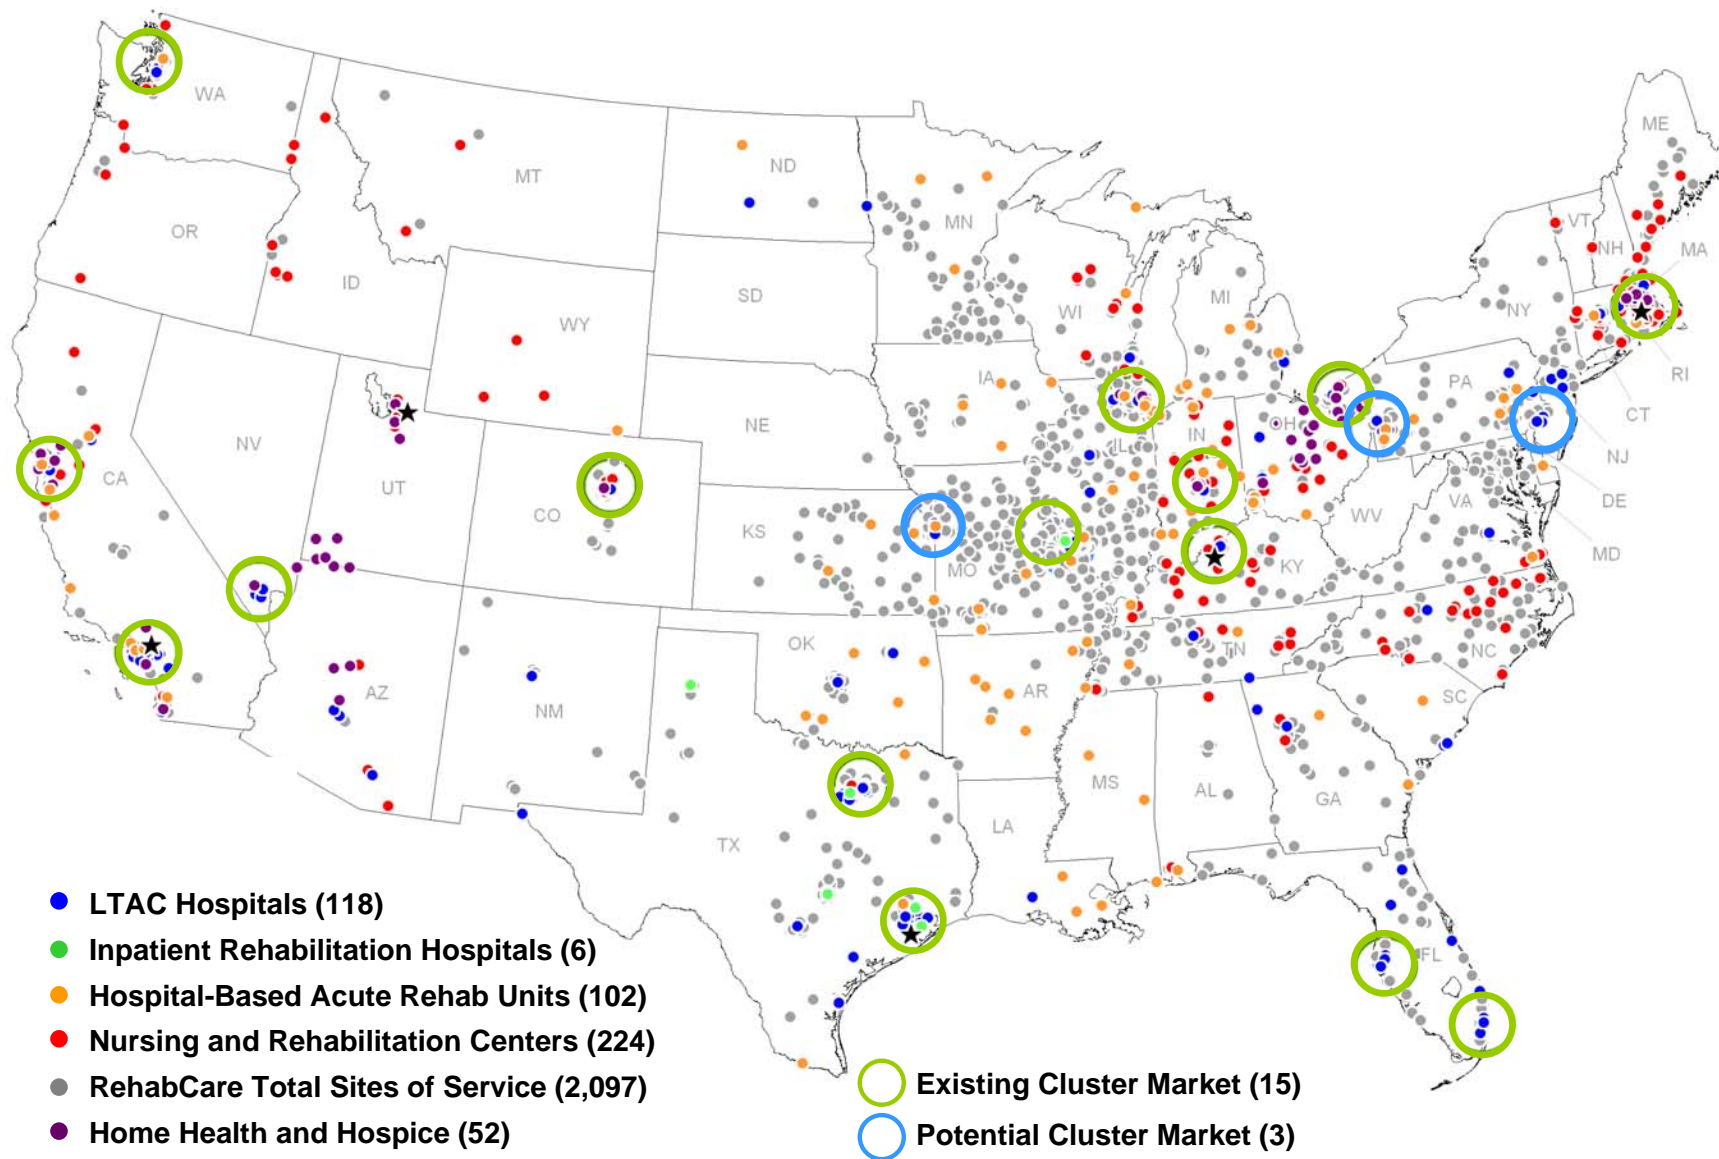 WA
ME
MT
ND
MN
VT
NH
MA
OR
ID
SD
WI
MI
NY
WY
RI
IA
PA
CT
NE
NV
IL
IN
OH
NJ
CA
UT
CO
KS
MO
KY
WV
VA
DE
MD
OK
TN
NC
AZ
NM
AR
SC
MS
AL
GA
TX
LA
FL
LTAC Hospitals (118)
Inpatient Rehabilitation Hospitals (6)
Hospital-Based Acute Rehab Units (102)
Nursing and Rehabilitation Centers (224)
RehabCare Total Sites of Service (2,097)
Home Health and Hospice (52)
Existing Cluster Market (15)
Potential Cluster Market (3)